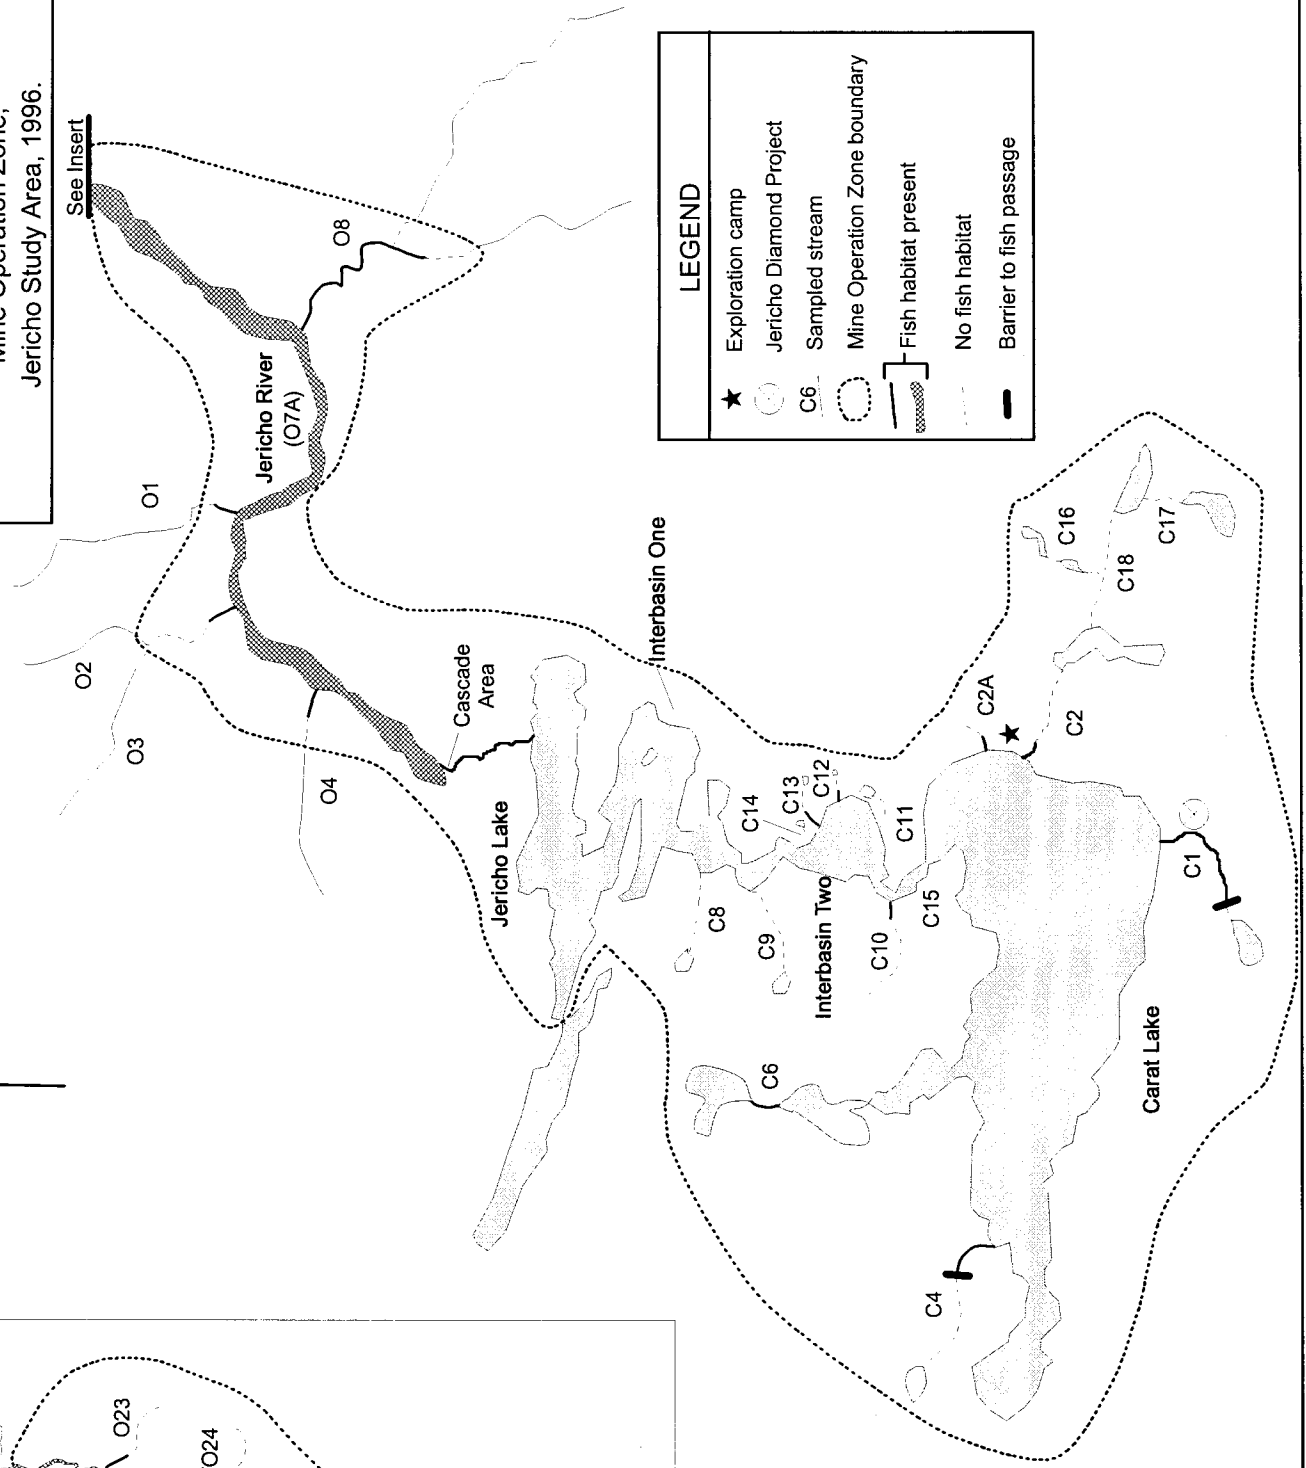 Mine Operation Zone,
Jericho Study Area, 1996.
See Insert
O8
Jericho River
(O7A)
O1
O2
O3
O4
Cascade
Area
Jericho Lake
Interbasin One
LEGEND
Exploration camp
Jericho Diamond Project
C6
Sampled stream
Mine Operation Zone boundary
Fish habitat present
No fish habitat
Barrier to fish passage
C16
C17
C18
C2A
C2
C14
C13
C12
C11
C8
C9
Interbasin Two
C10
C15
C1
C6
Carat Lake
C4
O23
O24